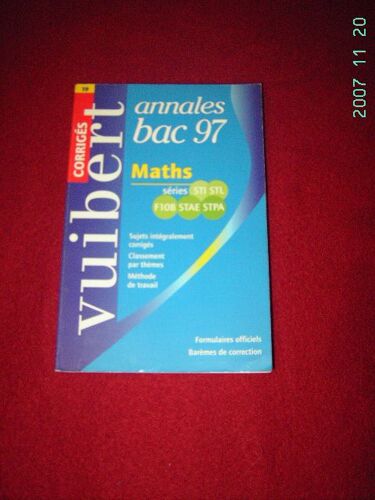 19
CORRIGÉS
vuibert
annales
bac 97
Maths
séries STI STL
F10B STAE STPA
Sujets intégralement
corrigés
Classement
par thèmes
Méthode
de travail
Formulaires officiels
Barèmes de correction
2007 11 20